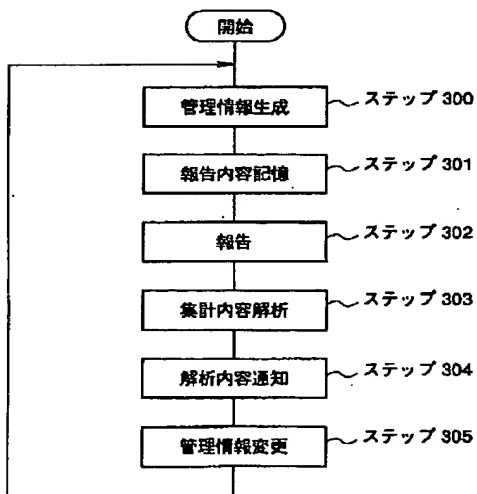 開始
管理情報生成
ステップ 300
報告内容記憶
ステップ 301
報告
ステップ 302
集計内容解析
ステップ 303
解析内容通知
ステップ 304
管理情報変更
ステップ 305